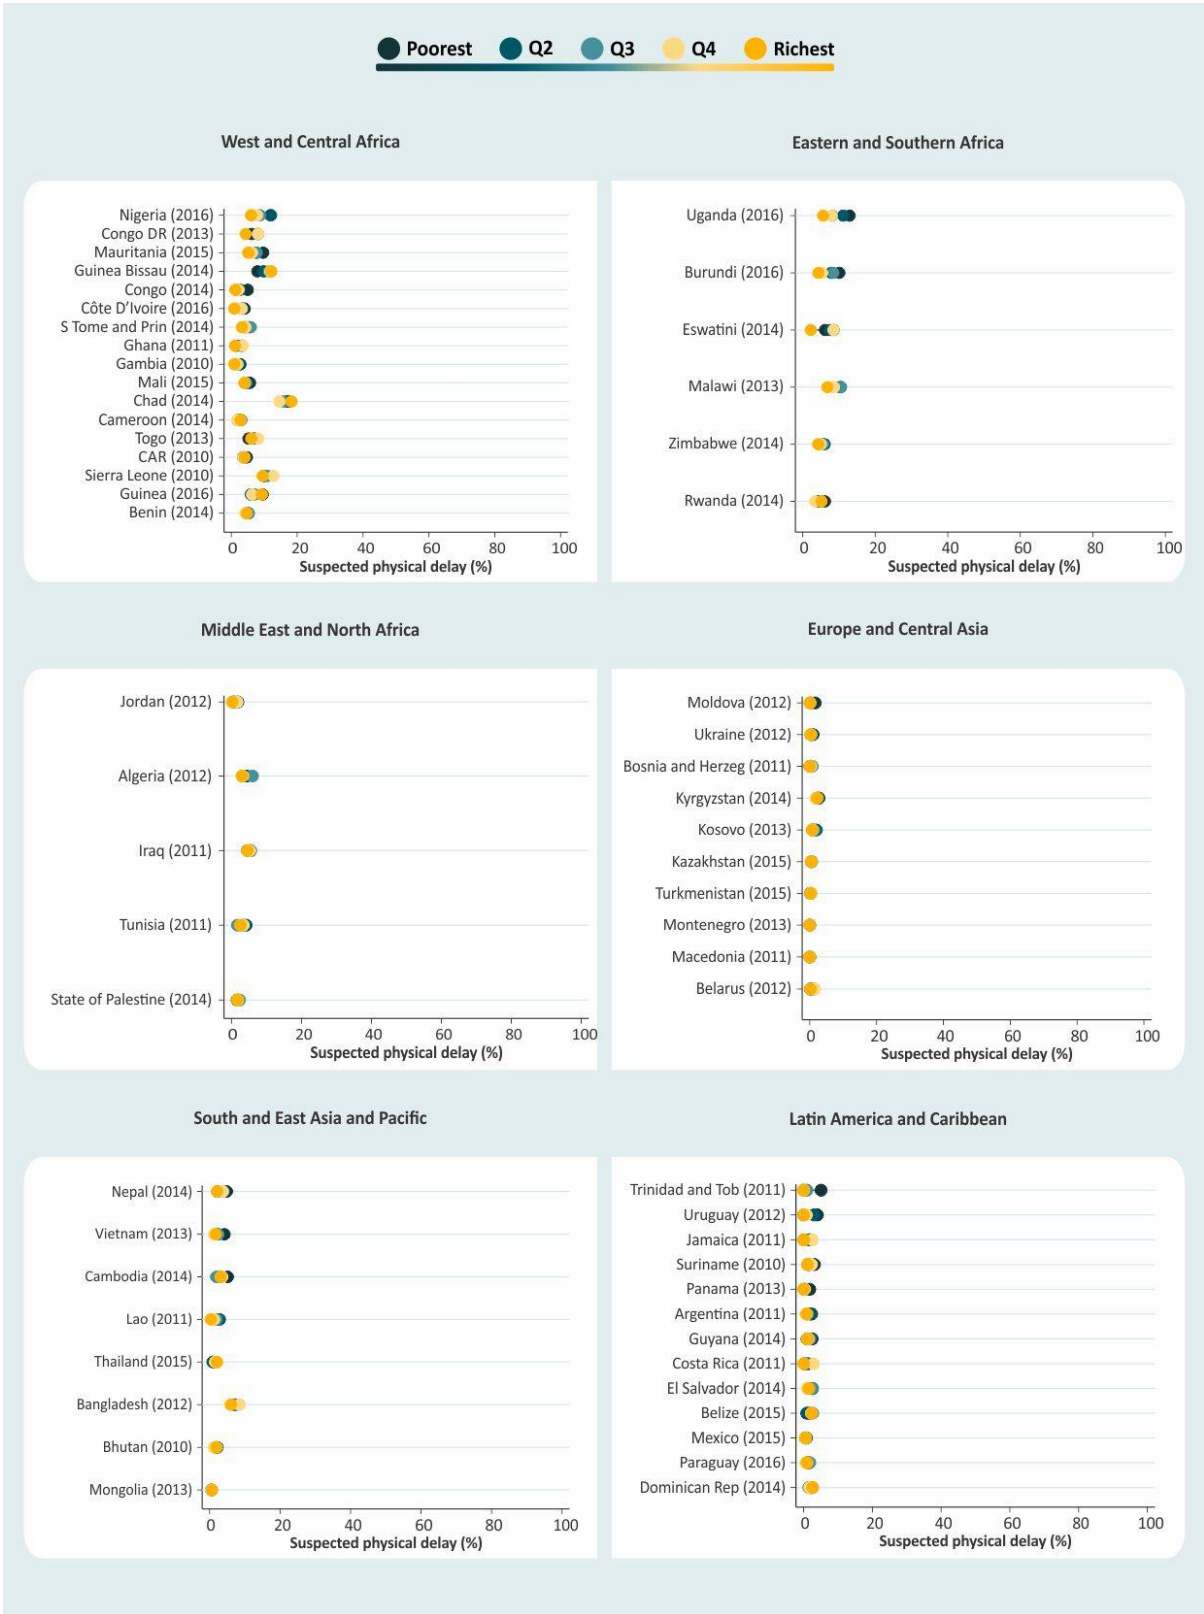 Poorest Q2 Q3 Q4 Richest
West and Central Africa
Nigeria (2016)
Congo DR (2013)
Mauritania (2015)
Guinea Bissau (2014)
Congo (2014)
Côte D'Ivoire (2016)
S Tome and Prin (2014)
Ghana (2011)
Gambia (2010)
Mali (2015)
Chad (2014)
Cameroon (2014)
Togo (2013)
CAR (2010)
Sierra Leone (2010)
Guinea (2016)
Benin (2014)
0 20 40 60 80 100
Suspected physical delay (%)
Eastern and Southern Africa
Uganda (2016)
Burundi (2016)
Eswatini (2014)
Malawi (2013)
Zimbabwe (2014)
Rwanda (2014)
0 20 40 60 80 100
Suspected physical delay (%)
Middle East and North Africa
Jordan (2012)
Algeria (2012)
Iraq (2011)
Tunisia (2011)
State of Palestine (2014)
0 20 40 60 80 100
Suspected physical delay (%)
Europe and Central Asia
Moldova (2012)
Ukraine (2012)
Bosnia and Herzeg (2011)
Kyrgyzstan (2014)
Kosovo (2013)
Kazakhstan (2015)
Turkmenistan (2015)
Montenegro (2013)
Macedonia (2011)
Belarus (2012)
0 20 40 60 80 100
Suspected physical delay (%)
South and East Asia and Pacific
Nepal (2014)
Vietnam (2013)
Cambodia (2014)
Lao (2011)
Thailand (2015)
Bangladesh (2012)
Bhutan (2010)
Mongolia (2013)
0 20 40 60 80 100
Suspected physical delay (%)
Latin America and Caribbean
Trinidad and Tob (2011)
Uruguay (2012)
Jamaica (2011)
Suriname (2010)
Panama (2013)
Argentina (2011)
Guyana (2014)
Costa Rica (2011)
El Salvador (2014)
Belize (2015)
Mexico (2015)
Paraguay (2016)
Dominican Rep (2014)
0 20 40 60 80 100
Suspected physical delay (%)